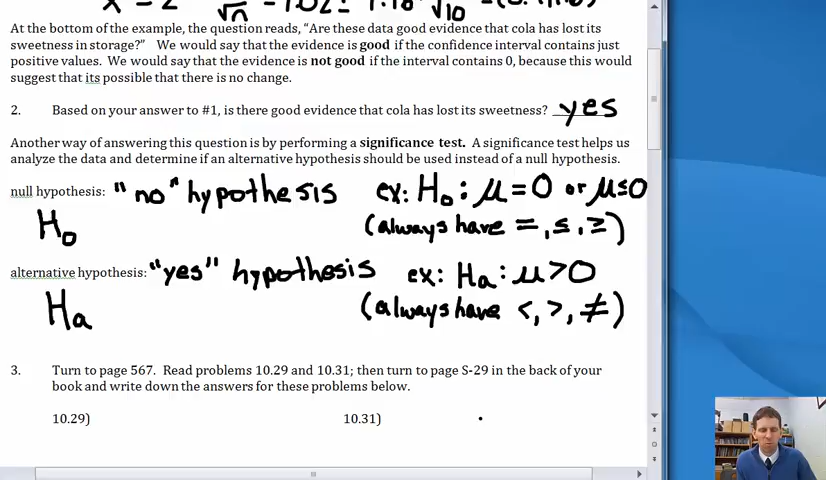 At the bottom of the example, the question reads, "Are these data good evidence that cola has lost its
sweetness in storage?"  We would say that the evidence is good if the confidence interval contains just
positive values.  We would say that the evidence is not good if the interval contains 0, because this would
suggest that its possible that there is no change.
2. Based on your answer to #1, is there good evidence that cola has lost its sweetness? yes
Another way of answering this question is by performing a significance test.  A significance test helps us
analyze the data and determine if an alternative hypothesis should be used instead of a null hypothesis.
null hypothesis: "no" hypothesis ex: H₀: μ=0 or μ≤0
H₀ (always have =, ≤, ≥)
alternative hypothesis: "yes" hypothesis ex: Ha: μ>0
Ha (always have <, >, ≠)
3. Turn to page 567.  Read problems 10.29 and 10.31; then turn to page S-29 in the back of your
book and write down the answers for these problems below.
10.29) 10.31)